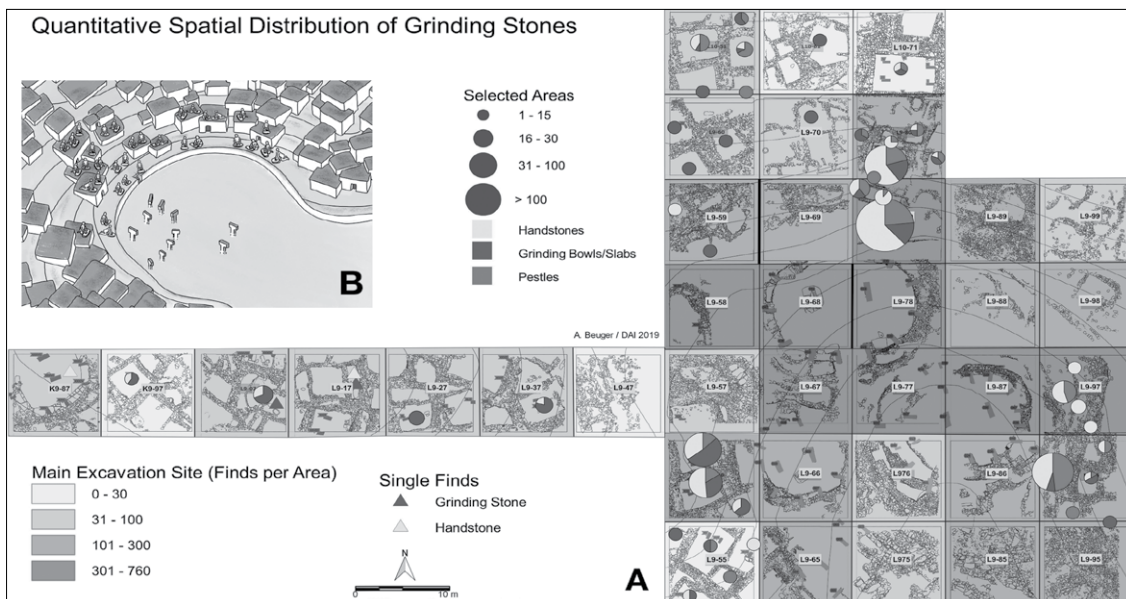 Quantitative Spatial Distribution of Grinding Stones
B
Selected Areas
1 - 15
16 - 30
31 - 100
> 100
Handstones
Grinding Bowls/Slabs
Pestles
A. Beuger / DAI 2019
L10-71
L9-70
L9-59
L9-69
L9-89
L9-99
L9-58
L9-68
L9-78
L9-88
L9-98
K9-87
K9-97
L9-17
L9-27
L9-37
L9-47
L9-57
L9-67
L9-77
L9-87
L9-97
L9-66
L976
L9-86
L9-55
L9-65
L975
L9-85
L9-95
Main Excavation Site (Finds per Area)
0 - 30
31 - 100
101 - 300
301 - 760
Single Finds
Grinding Stone
Handstone
N
0 10 m
A